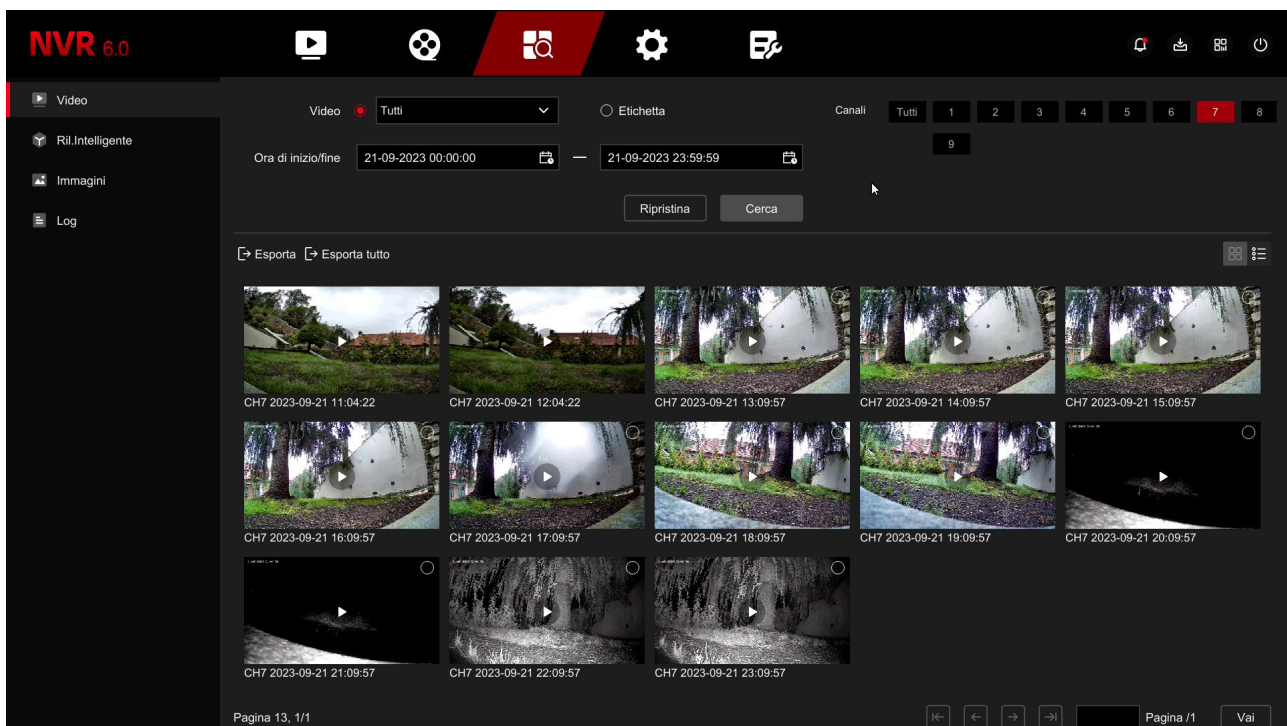 NVR 6.0
Video
Ril.Intelligente
Immagini
Log
Video Tutti Etichetta Canali Tutti 1 2 3 4 5 6 7 8
9
Ora di inizio/fine 21-09-2023 00:00:00 — 21-09-2023 23:59:59
Ripristina Cerca
Esporta Esporta tutto
CH7 2023-09-21 11:04:22 CH7 2023-09-21 12:04:22 CH7 2023-09-21 13:09:57 CH7 2023-09-21 14:09:57 CH7 2023-09-21 15:09:57
CH7 2023-09-21 16:09:57 CH7 2023-09-21 17:09:57 CH7 2023-09-21 18:09:57 CH7 2023-09-21 19:09:57 CH7 2023-09-21 20:09:57
CH7 2023-09-21 21:09:57 CH7 2023-09-21 22:09:57 CH7 2023-09-21 23:09:57
Pagina 13, 1/1 Pagina /1 Vai